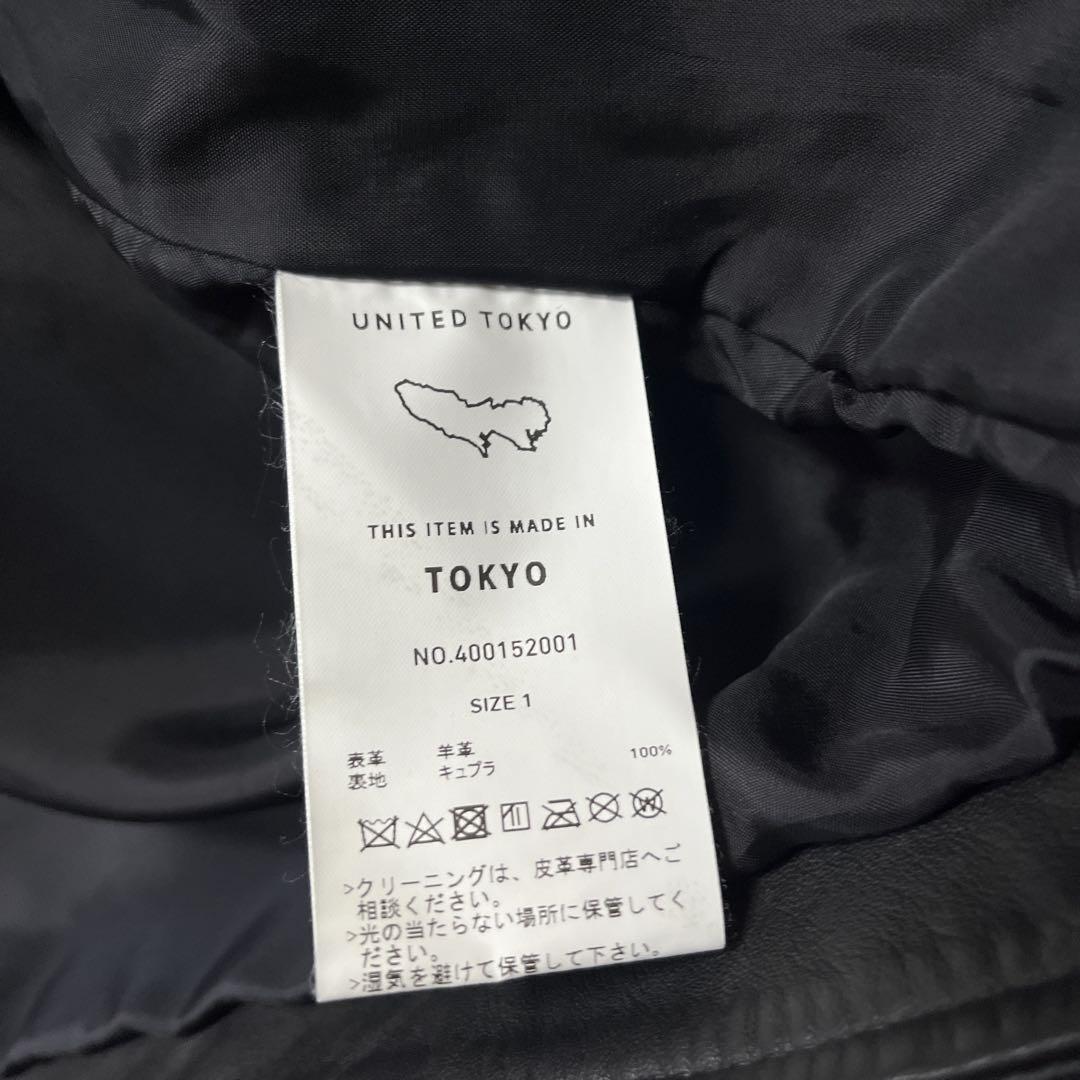 UNITED TOKYO
THIS ITEM IS MADE IN
TOKYO
NO.400152001
SIZE 1
表革 羊革
裏地 キュプラ 100%
W
>クリーニングは、皮革専門店へご
相談ください。
>光の当たらない場所に保管してく
ださい。
>湿気を避けて保管して下さい。